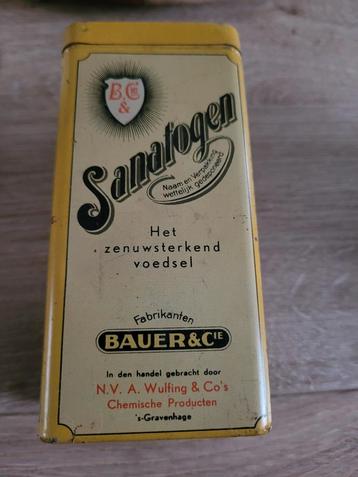 B.Cie
&
Sanatogen
Naam en Verpakking
wettelijk gedeponeerd
Het
zenuwsterkend
voedsel
Fabrikanten
BAUER&CIE
In den handel gebracht door
N.V. A. Wulfing & Co's
Chemische Producten
's-Gravenhage